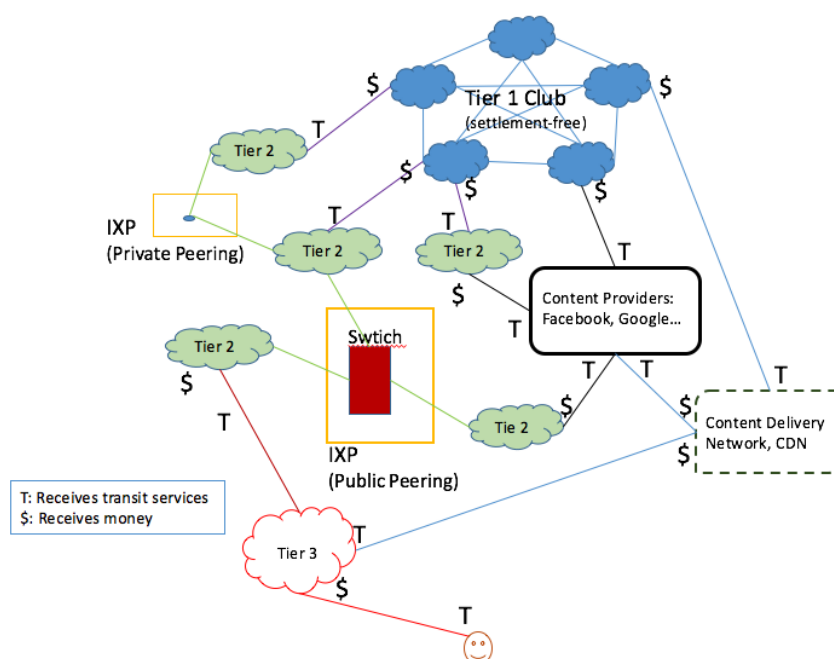 $
$
Tier 1 Club
(settlement-free)
T
Tier 2
$
$
$
IXP
(Private Peering)
T
Tier 2
T
Tier 2
T
$
Content Providers:
Facebook, Google...
T
Swtich
Tier 2
$
T
T
T
T
Tie 2
$
$
Content Delivery
Network, CDN
$
IXP
(Public Peering)
T: Receives transit services
$: Receives money
T
Tier 3
$
T